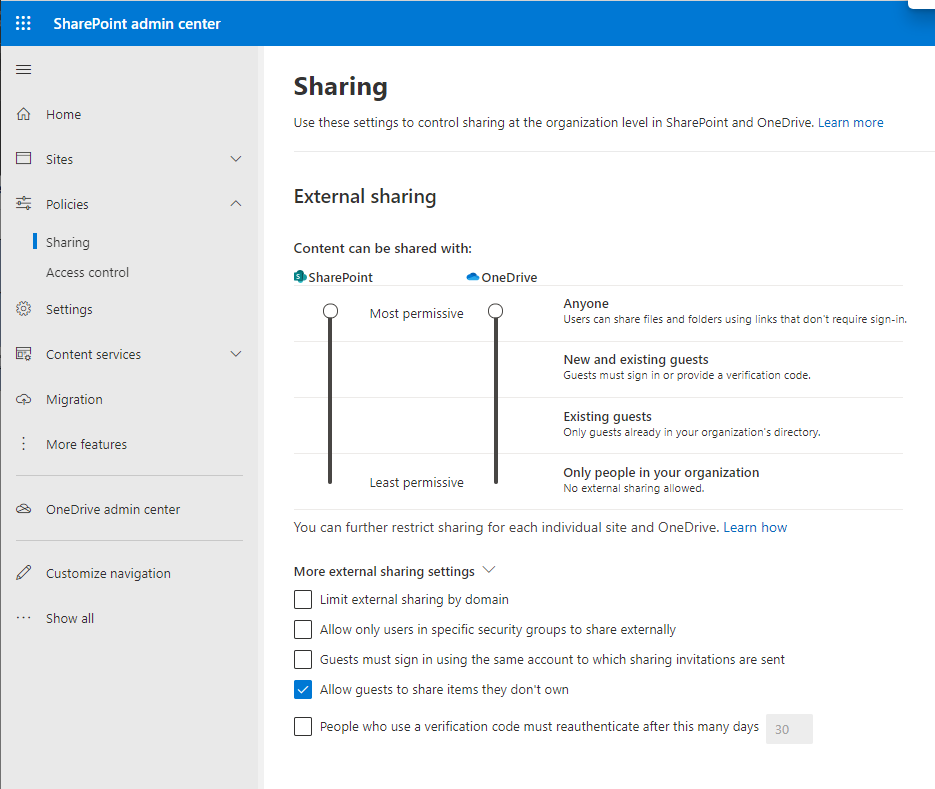 SharePoint admin center
Home
Sites
Policies
Sharing
Access control
Settings
Content services
Migration
More features
OneDrive admin center
Customize navigation
Show all
Sharing
Use these settings to control sharing at the organization level in SharePoint and OneDrive. Learn more
External sharing
Content can be shared with:
SharePoint OneDrive
Most permissive
Anyone
Users can share files and folders using links that don't require sign-in.
New and existing guests
Guests must sign in or provide a verification code.
Existing guests
Only guests already in your organization's directory.
Least permissive
Only people in your organization
No external sharing allowed.
You can further restrict sharing for each individual site and OneDrive. Learn how
More external sharing settings
Limit external sharing by domain
Allow only users in specific security groups to share externally
Guests must sign in using the same account to which sharing invitations are sent
Allow guests to share items they don't own
People who use a verification code must reauthenticate after this many days 30